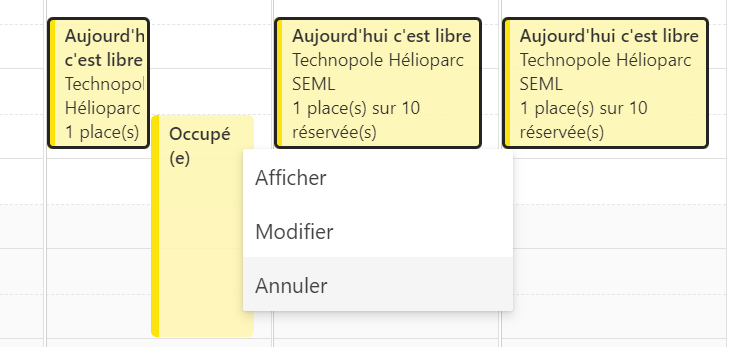 Aujourd'h
c'est libre
Technopol
Hélioparc
1 place(s)
Occupé
(e)
Aujourd'hui c'est libre
Technopole Hélioparc
SEML
1 place(s) sur 10
réservée(s)
Aujourd'hui c'est libre
Technopole Hélioparc
SEML
1 place(s) sur 10
réservée(s)
Afficher
Modifier
Annuler